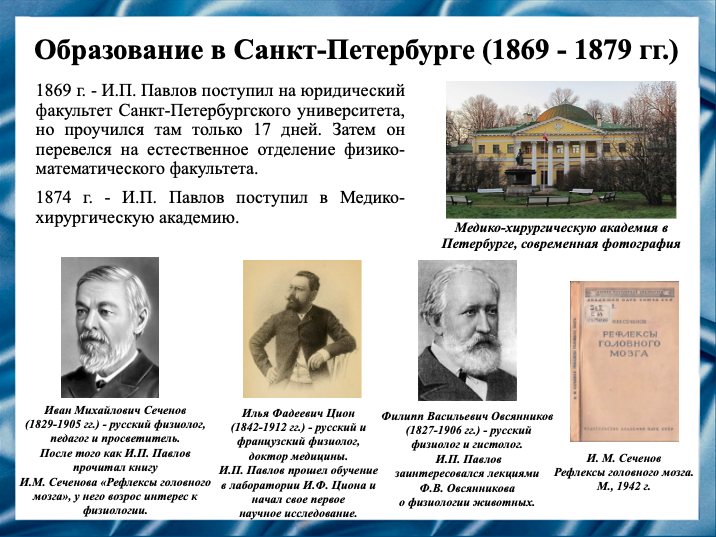 Образование в Санкт-Петербурге (1869 - 1879 гг.)
1869 г. - И.П. Павлов поступил на юридический
факультет Санкт-Петербургского университета,
но проучился там только 17 дней. Затем он
перевелся на естественное отделение физико-
математического факультета.
1874 г. - И.П. Павлов поступил в Медико-
хирургическую академию.
Медико-хирургическую академия в
Петербурге, современная фотография
Иван Михайлович Сеченов
(1829-1905 гг.) - русский физиолог,
педагог и просветитель.
После того как И.П. Павлов
прочитал книгу
И.М. Сеченова «Рефлексы головного
мозга», у него возрос интерес к
физиологии.
Илья Фадеевич Цион
(1842-1912 гг.) - русский и
французский физиолог,
доктор медицины.
И.П. Павлов прошел обучение
в лаборатории И.Ф. Циона и
начал свое первое
научное исследование.
Филипп Васильевич Овсянников
(1827-1906 гг.) - русский
физиолог и гистолог.
И.П. Павлов
заинтересовался лекциями
Ф.В. Овсянникова
о физиологии животных.
АКАДЕМИЯ НАУК СОЮЗА ССР
РЕФЛЕКСЫ
ГОЛОВНОГО
МОЗГА
И. М. Сеченов
Рефлексы головного мозга.
М., 1942 г.